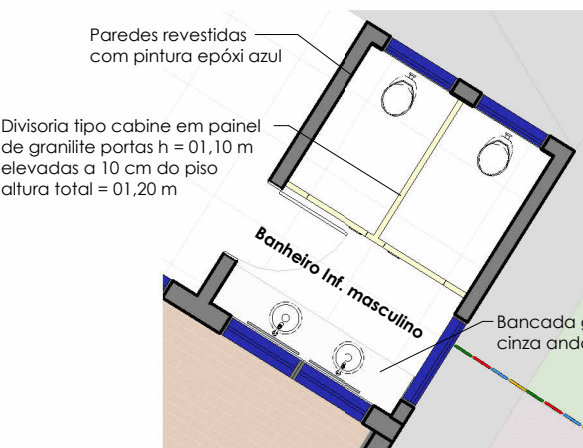 Paredes revestidas
com pintura epóxi azul
Divisoria tipo cabine em painel
de granilite portas h = 01,10 m
elevadas a 10 cm do piso
altura total = 01,20 m
Banheiro Inf. masculino
Bancada
cinza